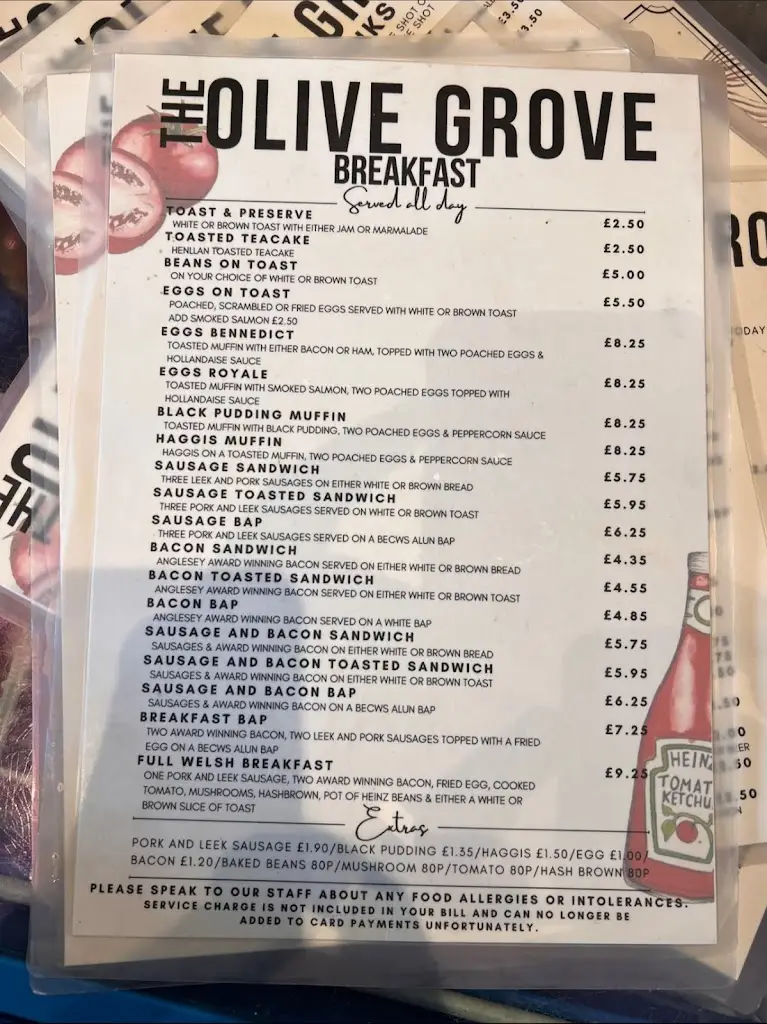 THE OLIVE GROVE
BREAKFAST
Served all day
TOAST & PRESERVE £2.50
WHITE OR BROWN TOAST WITH EITHER JAM OR MARMALADE
TOASTED TEACAKE £2.50
HENLLAN TOASTED TEACAKE
BEANS ON TOAST £5.00
ON YOUR CHOICE OF WHITE OR BROWN TOAST
EGGS ON TOAST £5.50
POACHED, SCRAMBLED OR FRIED EGGS SERVED WITH WHITE OR BROWN TOAST
ADD SMOKED SALMON £2.50
EGGS BENNEDICT £8.25
TOASTED MUFFIN WITH EITHER BACON OR HAM, TOPPED WITH TWO POACHED EGGS &
HOLLANDAISE SAUCE
EGGS ROYALE £8.25
TOASTED MUFFIN WITH SMOKED SALMON, TWO POACHED EGGS TOPPED WITH
HOLLANDAISE SAUCE
BLACK PUDDING MUFFIN £8.25
TOASTED MUFFIN WITH BLACK PUDDING, TWO POACHED EGGS & PEPPERCORN SAUCE
HAGGIS MUFFIN £8.25
HAGGIS ON A TOASTED MUFFIN, TWO POACHED EGGS & PEPPERCORN SAUCE
SAUSAGE SANDWICH £5.75
THREE LEEK AND PORK SAUSAGES ON EITHER WHITE OR BROWN BREAD
SAUSAGE TOASTED SANDWICH £5.95
THREE PORK AND LEEK SAUSAGES SERVED ON WHITE OR BROWN TOAST
SAUSAGE BAP £6.25
THREE PORK AND LEEK SAUSAGES SERVED ON A BECWS ALUN BAP
BACON SANDWICH £4.35
ANGLESEY AWARD WINNING BACON SERVED ON EITHER WHITE OR BROWN BREAD
BACON TOASTED SANDWICH £4.55
ANGLESEY AWARD WINNING BACON SERVED ON EITHER WHITE OR BROWN TOAST
BACON BAP £4.85
ANGLESEY AWARD WINNING BACON SERVED ON A WHITE BAP
SAUSAGE AND BACON SANDWICH £5.75
SAUSAGES & AWARD WINNING BACON ON EITHER WHITE OR BROWN BREAD
SAUSAGE AND BACON TOASTED SANDWICH £5.95
SAUSAGES & AWARD WINNING BACON ON EITHER WHITE OR BROWN TOAST
SAUSAGE AND BACON BAP £6.25
SAUSAGES & AWARD WINNING BACON ON A BECWS ALUN BAP
BREAKFAST BAP £7.25
TWO AWARD WINNING BACON, TWO LEEK AND PORK SAUSAGES TOPPED WITH A FRIED
EGG ON A BECWS ALUN BAP
FULL WELSH BREAKFAST £9.25
ONE PORK AND LEEK SAUSAGE, TWO AWARD WINNING BACON, FRIED EGG, COOKED
TOMATO, MUSHROOMS, HASHBROWN, POT OF HEINZ BEANS & EITHER A WHITE OR
BROWN SLICE OF TOAST
Extras
PORK AND LEEK SAUSAGE £1.90/BLACK PUDDING £1.35/HAGGIS £1.50/EGG £1.00/
BACON £1.20/BAKED BEANS 80P/MUSHROOM 80P/TOMATO 80P/HASH BROWN 80P
PLEASE SPEAK TO OUR STAFF ABOUT ANY FOOD ALLERGIES OR INTOLERANCES.
SERVICE CHARGE IS NOT INCLUDED IN YOUR BILL AND CAN NO LONGER BE
ADDED TO CARD PAYMENTS UNFORTUNATELY.
HEINZ
TOMAT
KETCHU